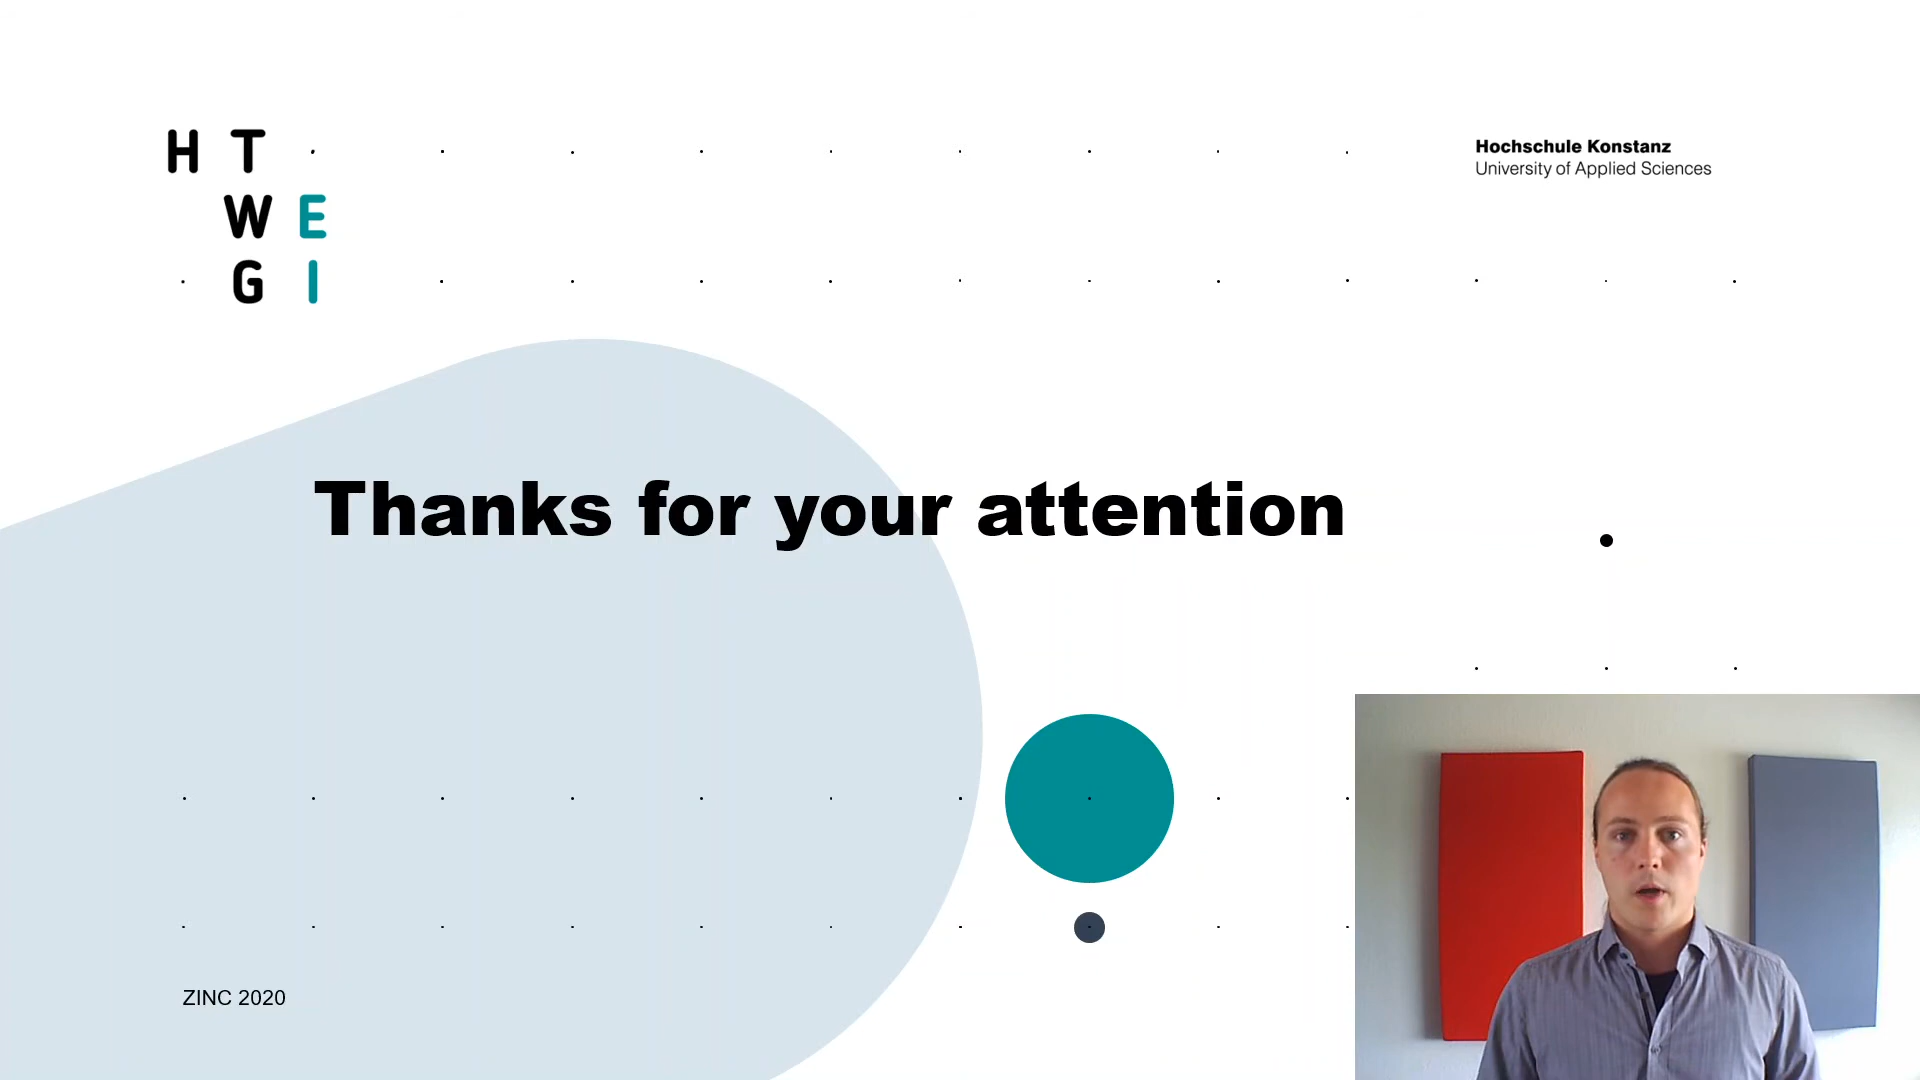 H T
W E
G I
Hochschule Konstanz
University of Applied Sciences
Thanks for your attention
ZINC 2020